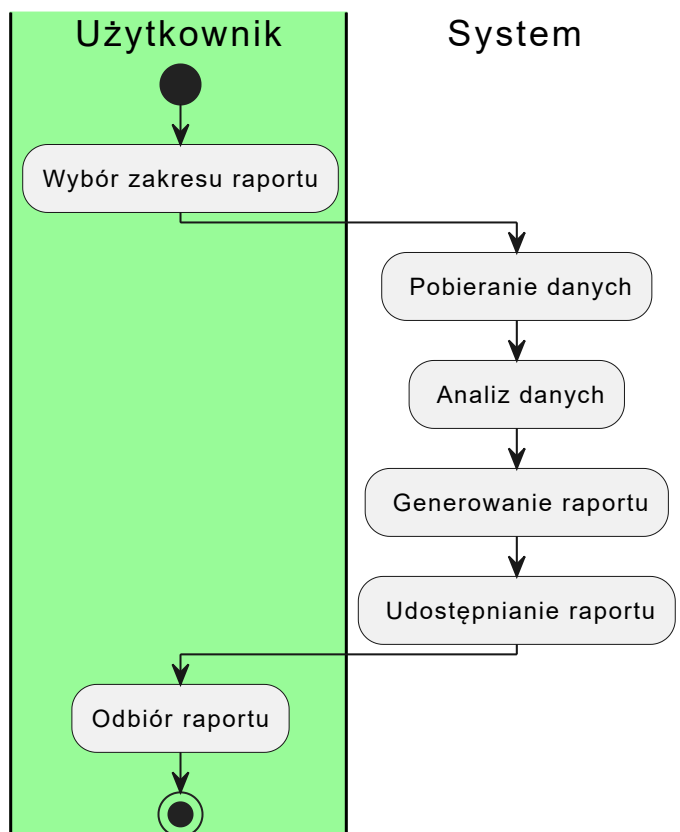 Użytkownik
System
Wybór zakresu raportu
Pobieranie danych
Analiz danych
Generowanie raportu
Udostępnianie raportu
Odbiór raportu